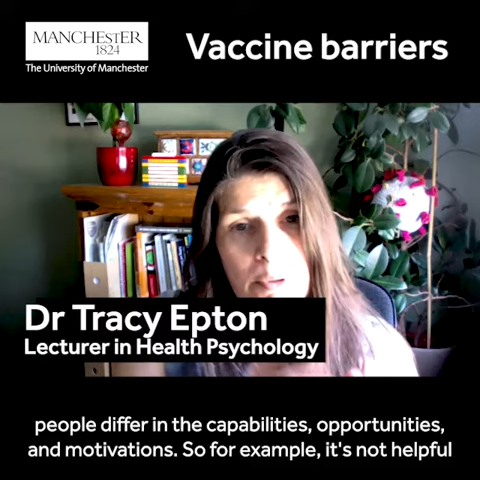 MANCHESTER
1824
The University of Manchester
Vaccine barriers
Dr Tracy Epton
Lecturer in Health Psychology
people differ in the capabilities, opportunities,
and motivations. So for example, it's not helpful